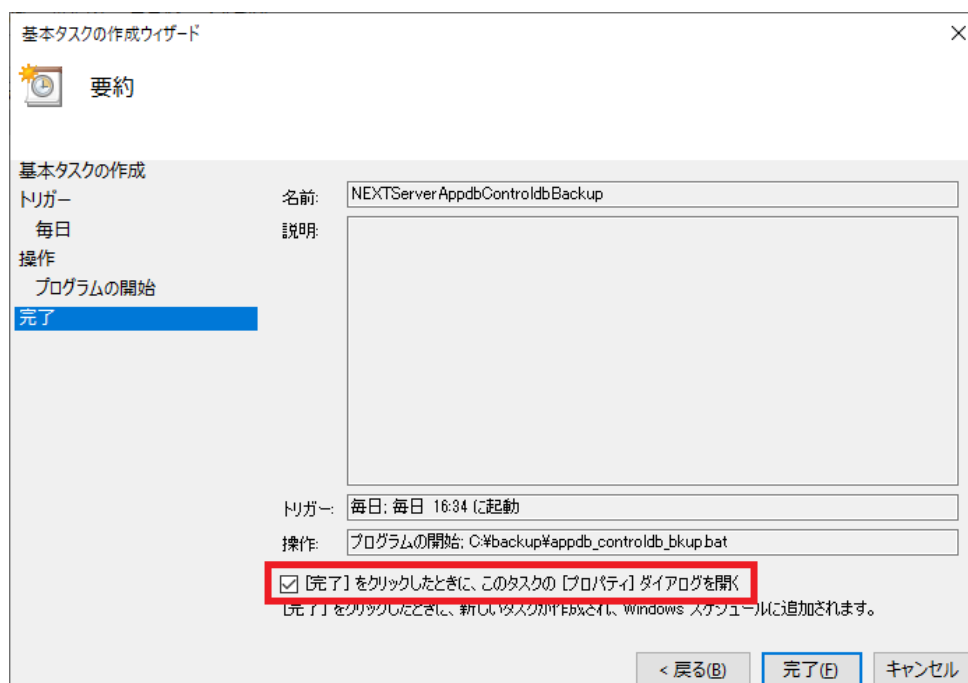 基本タスクの作成ウィザード
要約
基本タスクの作成
トリガー
毎日
操作
プログラムの開始
完了
名前: NEXTServerAppdbControldbBackup
説明:
トリガー: 毎日; 毎日 16:34 に起動
操作: プログラムの開始; C:¥backup¥appdb_controldb_bkup.bat
[完了] をクリックしたときに、このタスクの [プロパティ] ダイアログを開く
[完了] をクリックしたときに、新しいタスクが作成され、Windows スケジュールに追加されます。
< 戻る(B) 完了(F) キャンセル